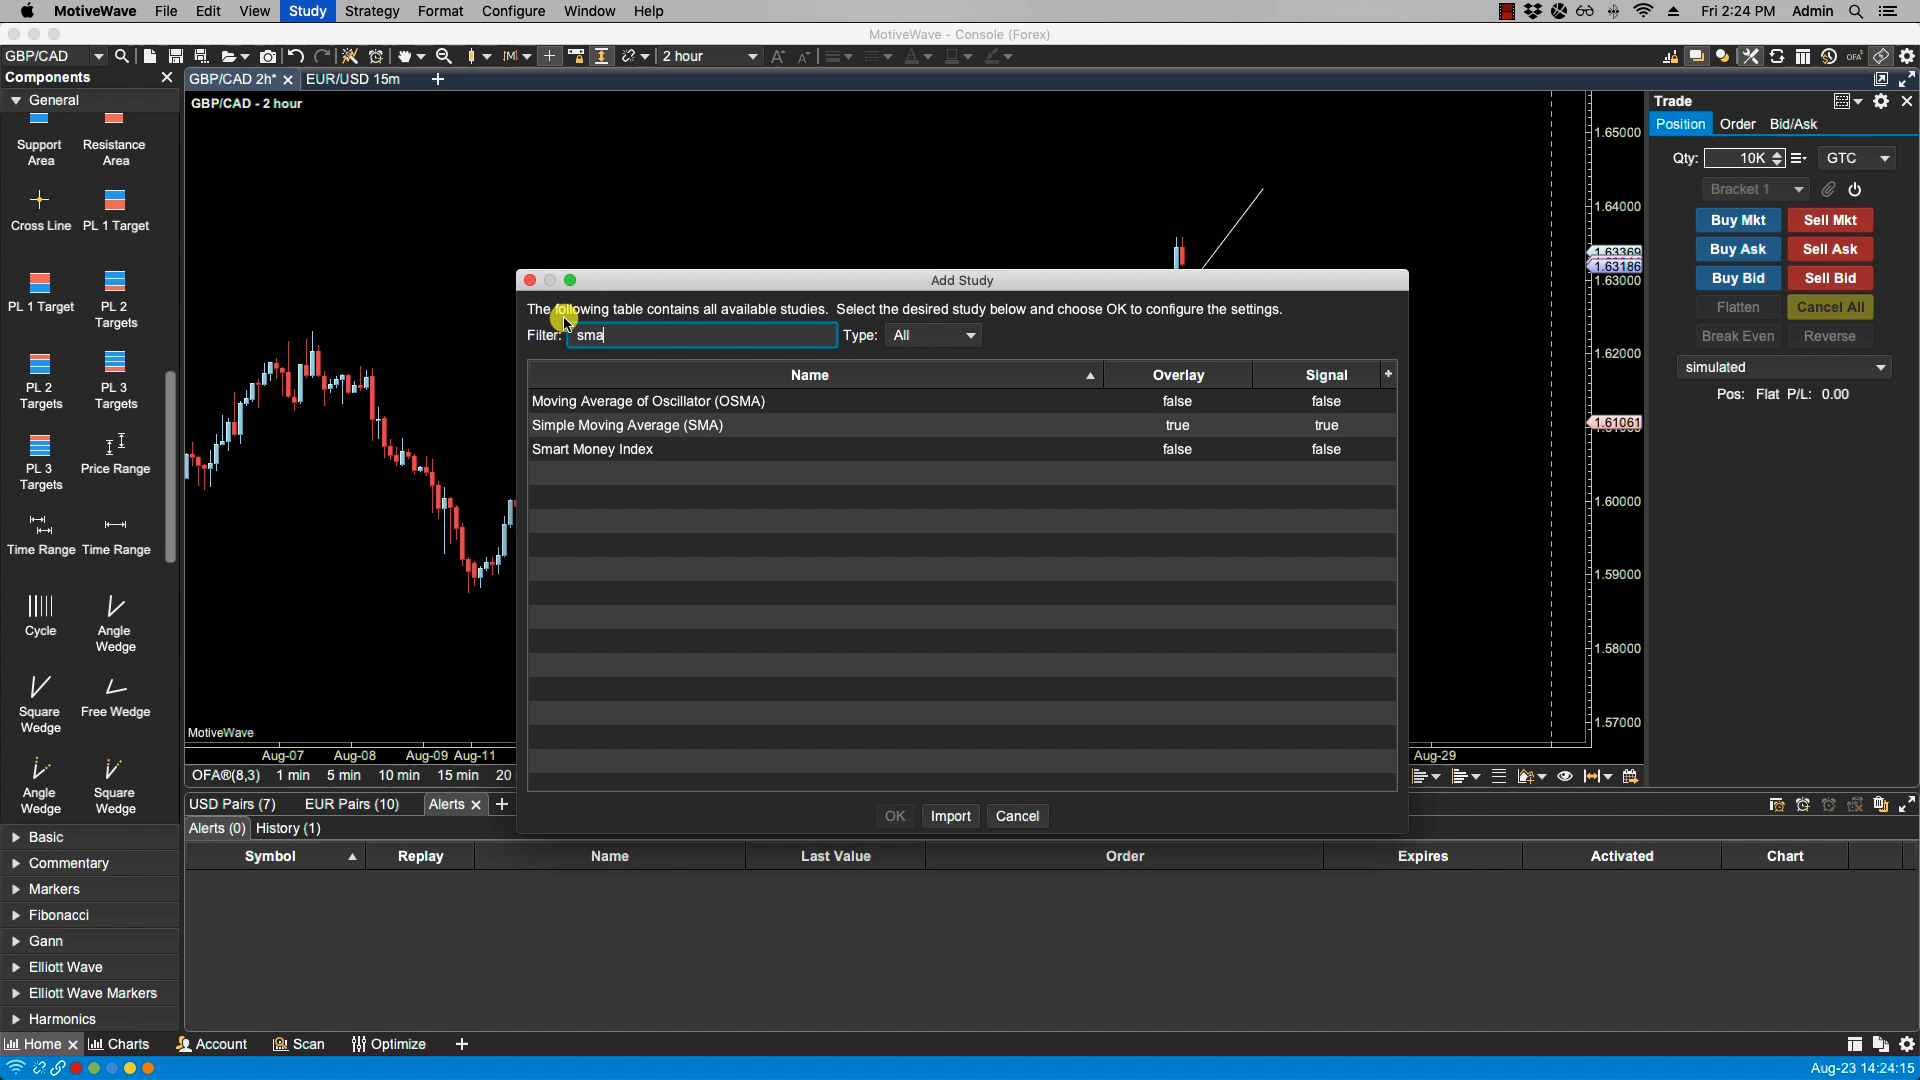 MotiveWave File Edit View Study Strategy Format Configure Window Help Fri 2:24 PM Admin
MotiveWave - Console (Forex)
GBP/CAD 2 hour
Components
GBP/CAD 2h* EUR/USD 15m +
General
GBP/CAD - 2 hour
Support Area
Resistance Area
Cross Line
PL 1 Target
PL 1 Target
PL 2 Targets
PL 2 Targets
PL 3 Targets
PL 3 Targets
Price Range
Time Range
Time Range
Cycle
Angle Wedge
Square Wedge
Free Wedge
Angle Wedge
Square Wedge
Basic
Commentary
Markers
Fibonacci
Gann
Elliott Wave
Elliott Wave Markers
Harmonics
Add Study
The following table contains all available studies. Select the desired study below and choose OK to configure the settings.
Filter: sma Type: All
Name Overlay Signal +
Moving Average of Oscillator (OSMA) false false
Simple Moving Average (SMA) true true
Smart Money Index false false
OK Import Cancel
1.65000
1.64000
1.63369
1.63186
1.63000
1.62000
1.61061
1.60000
1.59000
1.58000
1.57000
MotiveWave
Aug-07 Aug-08 Aug-09 Aug-11 Aug-29
OFA®(8,3) 1 min 5 min 10 min 15 min 20
Trade
Position Order Bid/Ask
Qty: 10K GTC
Bracket 1
Buy Mkt Sell Mkt
Buy Ask Sell Ask
Buy Bid Sell Bid
Flatten Cancel All
Break Even Reverse
simulated
Pos: Flat P/L: 0.00
USD Pairs (7) EUR Pairs (10) Alerts +
Alerts (0) History (1)
Symbol Replay Name Last Value Order Expires Activated Chart
Home Charts Account Scan Optimize +
Aug-23 14:24:15